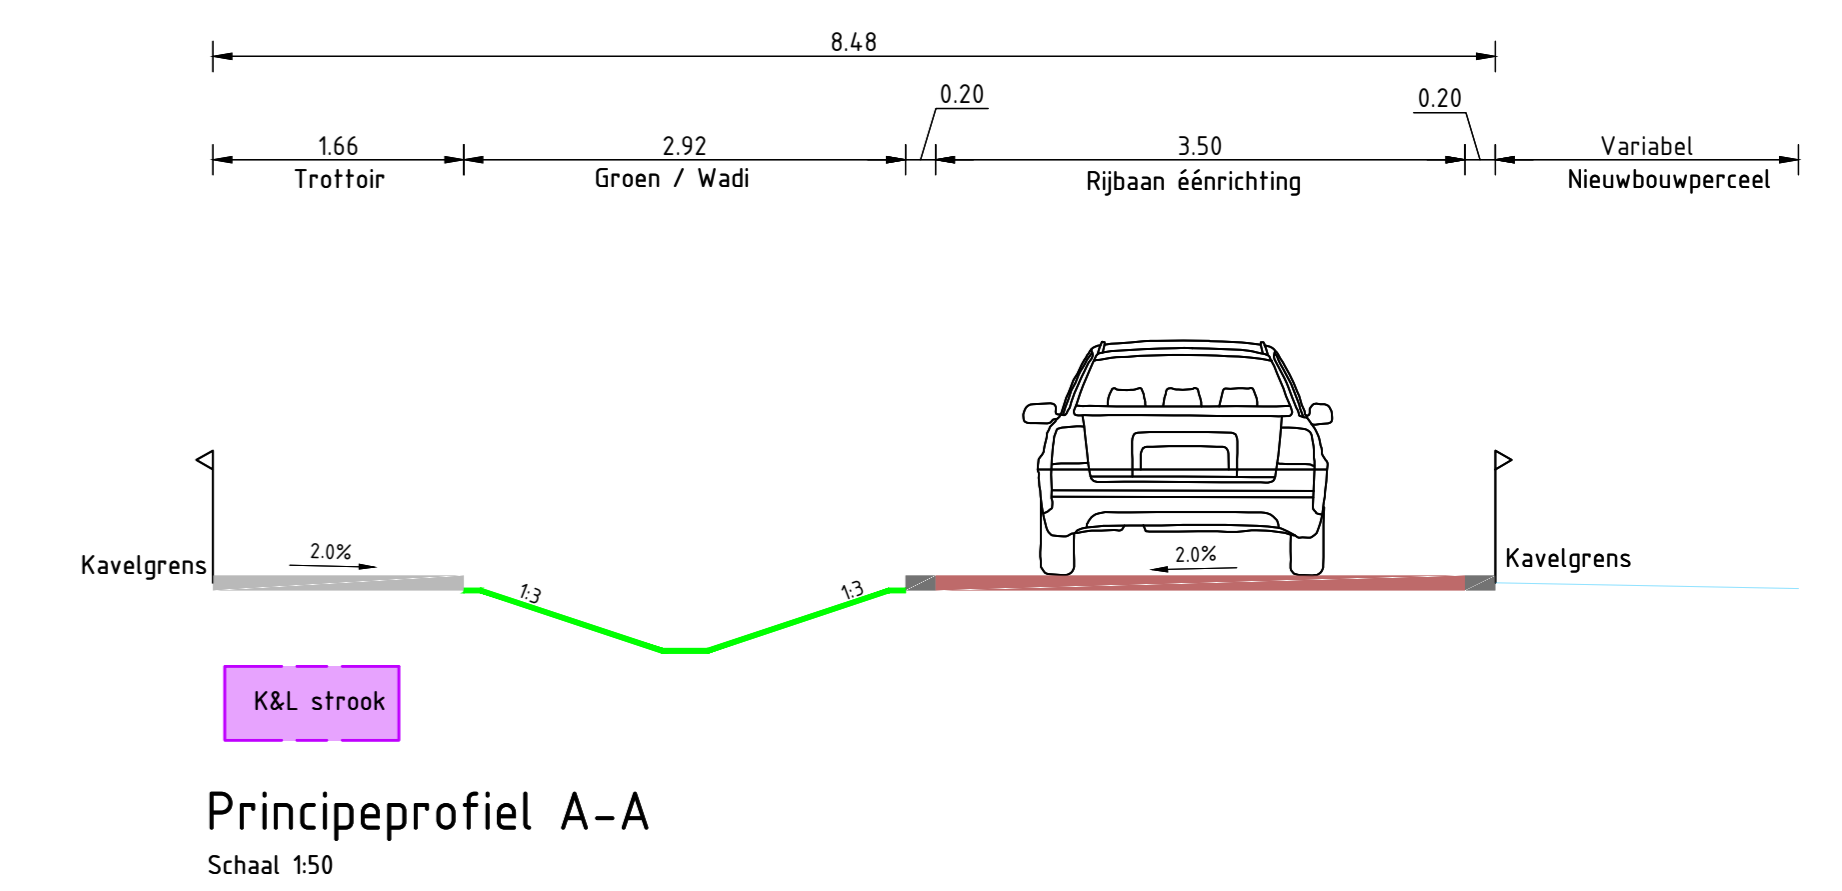 8.48
0.20
0.20
1.66
2.92
3.50
Variabel
Trottoir
Groen / Wadi
Rijbaan éénrichting
Nieuwbouwperceel
Kavelgrens
2.0%
1:3
1:3
2.0%
Kavelgrens
K&L strook
Principeprofiel A-A
Schaal 1:50